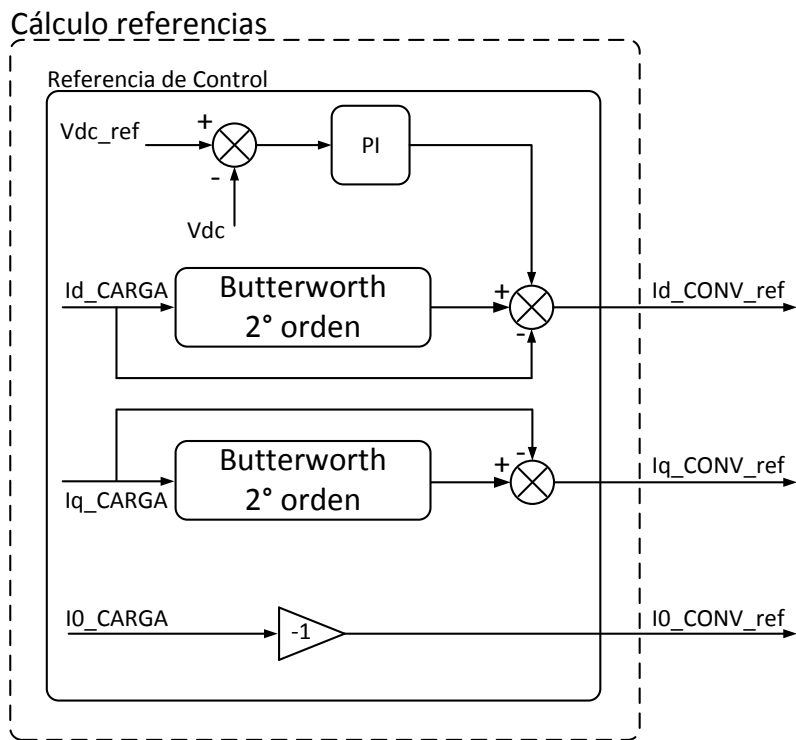 Cálculo referencias
Referencia de Control
Vdc_ref
+
-
PI
Vdc
Id_CARGA
Butterworth
2° orden
+
-
Id_CONV_ref
Iq_CARGA
Butterworth
2° orden
+
-
Iq_CONV_ref
I0_CARGA
-1
I0_CONV_ref